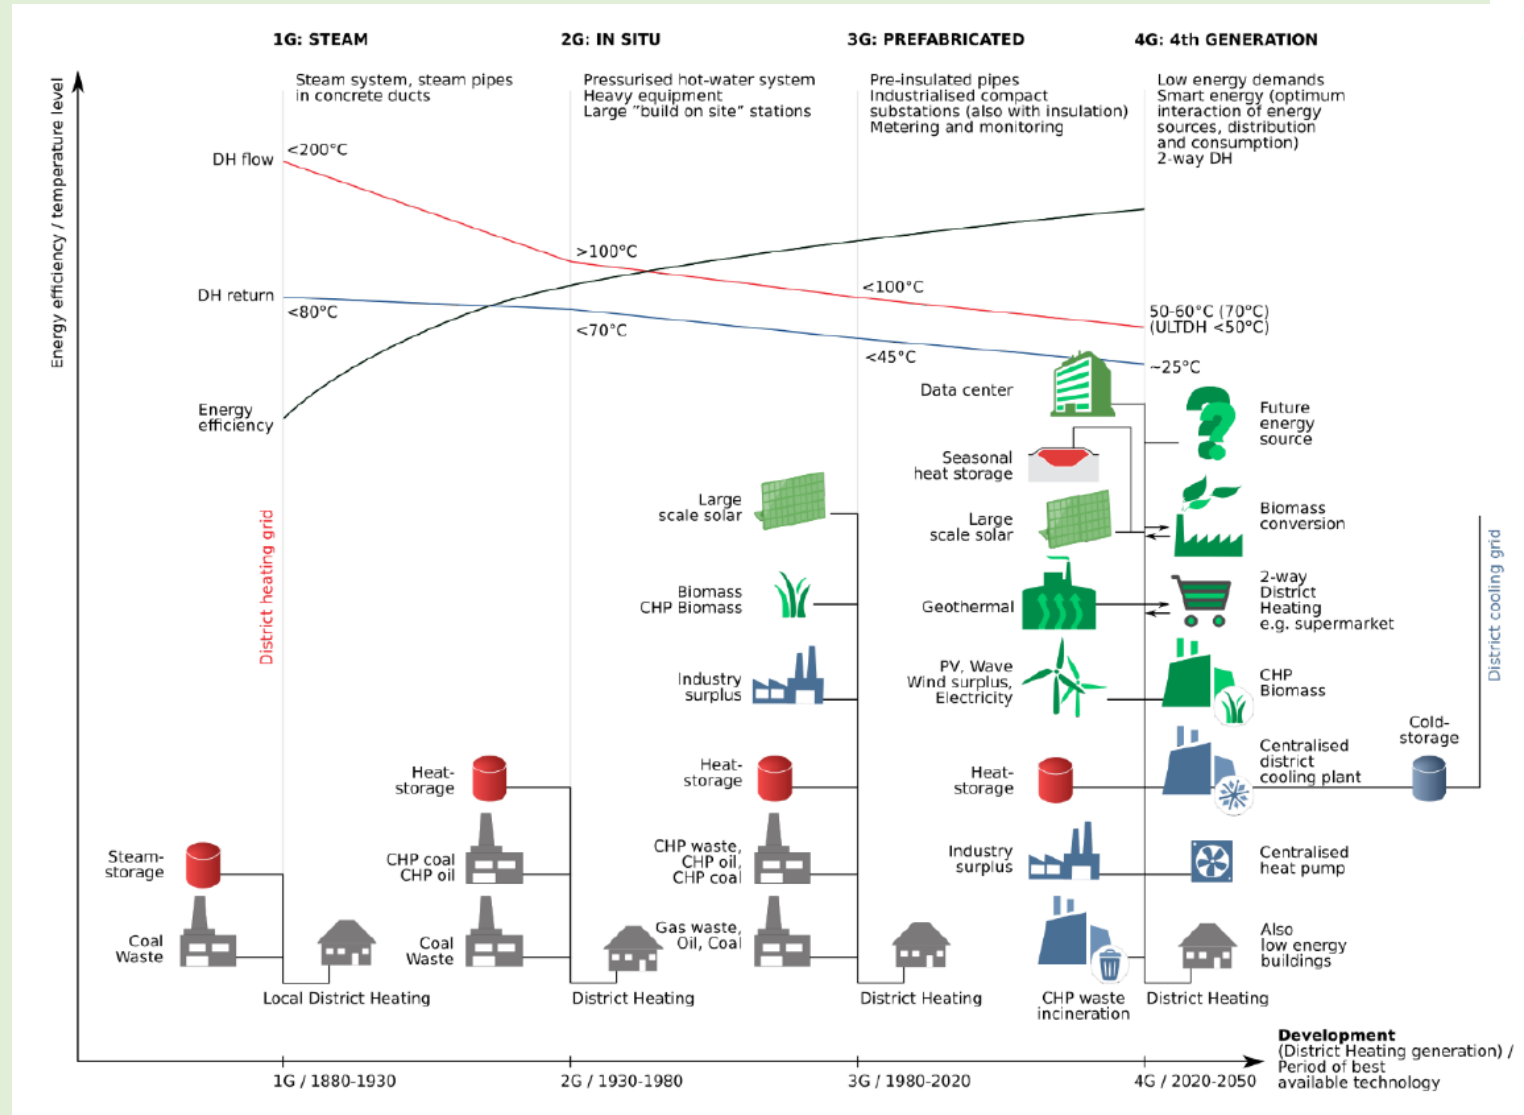 1G: STEAM
Steam system, steam pipes
in concrete ducts
2G: IN SITU
Pressurised hot-water system
Heavy equipment
Large "build on site" stations
3G: PREFABRICATED
Pre-insulated pipes
Industrialised compact
substations (also with insulation)
Metering and monitoring
4G: 4th GENERATION
Low energy demands
Smart energy (optimum
interaction of energy
sources, distribution
and consumption)
2-way DH
Energy efficiency / temperature level
DH flow
<200°C
>100°C
<100°C
50-60°C (70°C)
(ULTDH <50°C)
DH return
<80°C
<70°C
<45°C
~25°C
Energy
efficiency
District heating grid
Steam-
storage
Coal
Waste
Local District Heating
Heat-
storage
CHP coal
CHP oil
Coal
Waste
District Heating
Large
scale solar
Biomass
CHP Biomass
Industry
surplus
Heat-
storage
CHP waste,
CHP oil,
CHP coal
Gas waste,
Oil, Coal
District Heating
Data center
Seasonal
heat storage
Large
scale solar
Geothermal
PV, Wave
Wind surplus,
Electricity
Heat-
storage
Industry
surplus
CHP waste
incineration
Future
energy
source
Biomass
conversion
2-way
District
Heating
e.g. supermarket
CHP
Biomass
Centralised
district
cooling plant
Centralised
heat pump
Also
low energy
buildings
District Heating
Cold-
storage
District cooling grid
1G / 1880-1930
2G / 1930-1980
3G / 1980-2020
4G / 2020-2050
Development
(District Heating generation) /
Period of best
available technology